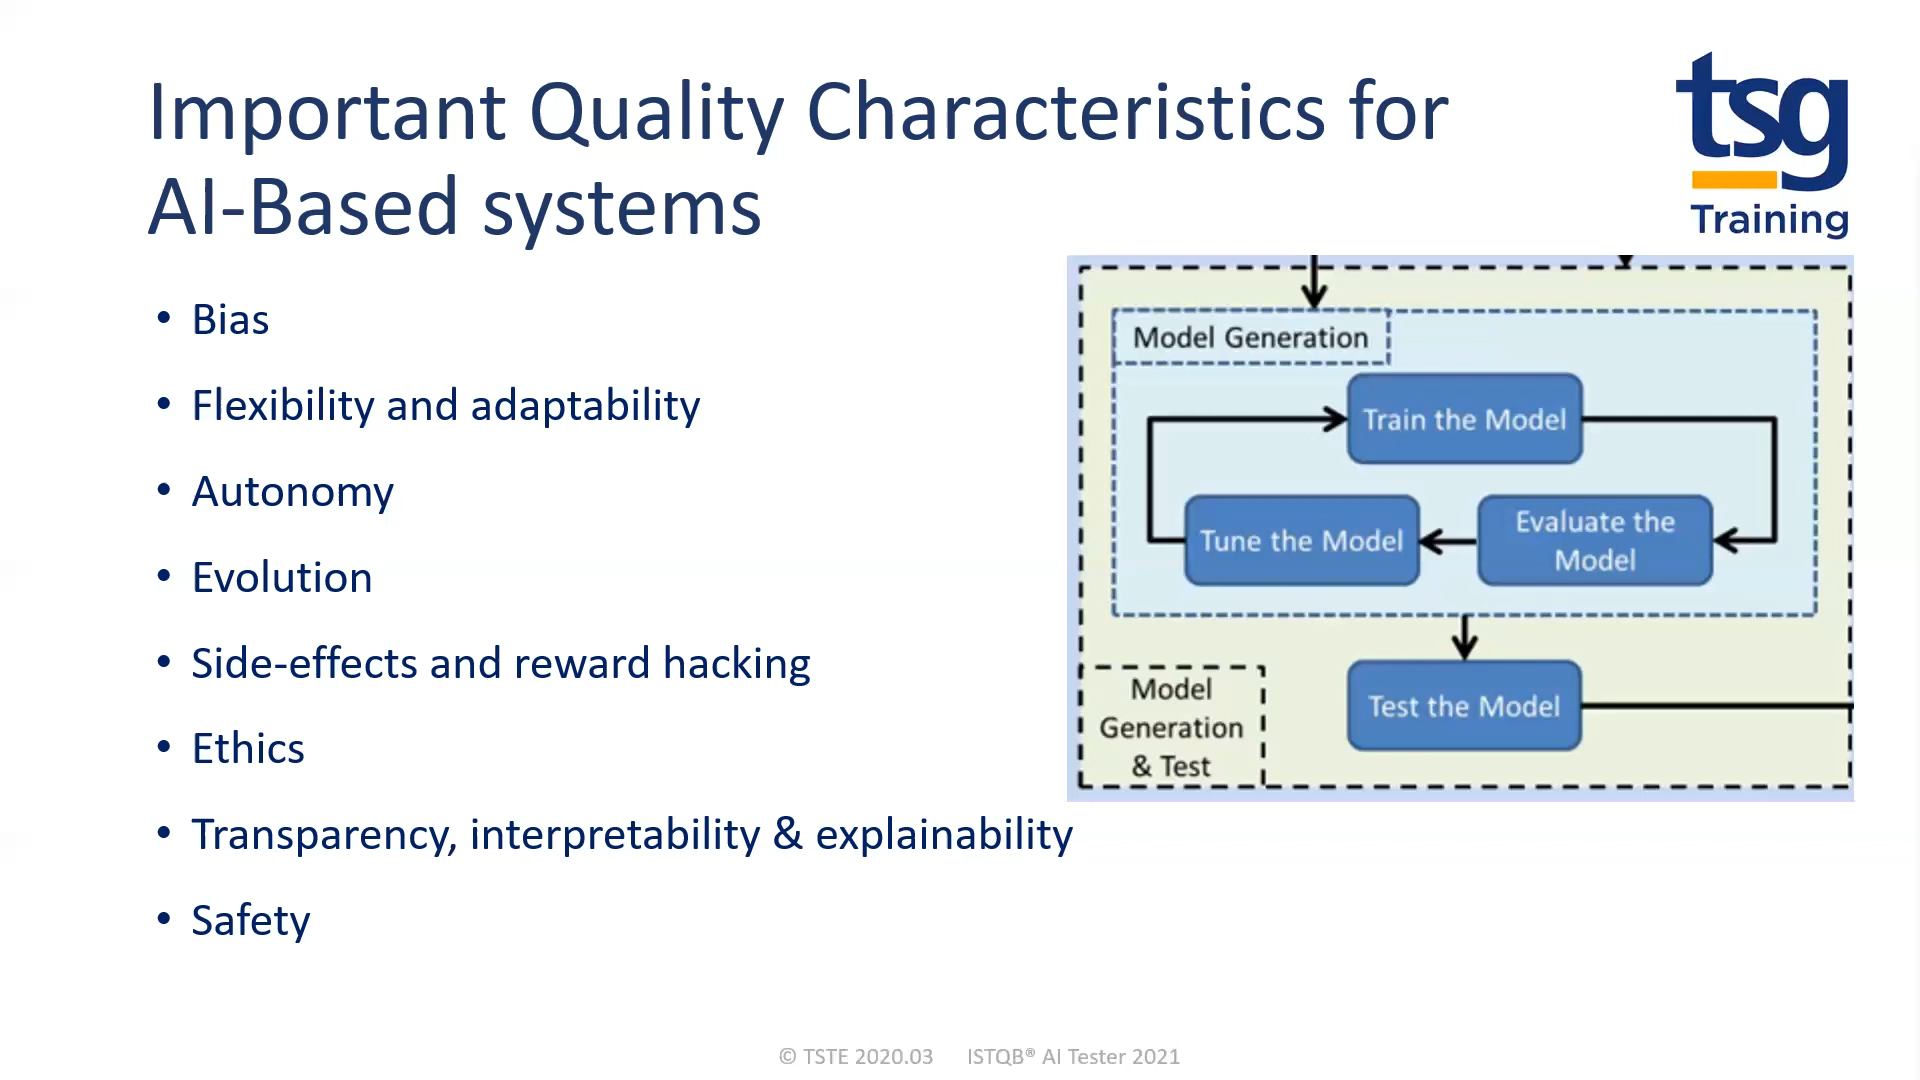 Important Quality Characteristics for
AI-Based systems
tsg
Training
• Bias
• Flexibility and adaptability
• Autonomy
• Evolution
• Side-effects and reward hacking
• Ethics
• Transparency, interpretability & explainability
• Safety
Model Generation
Train the Model
Tune the Model
Evaluate the
Model
Test the Model
Model
Generation
& Test
© TSTE 2020.03 ISTQB® AI Tester 2021